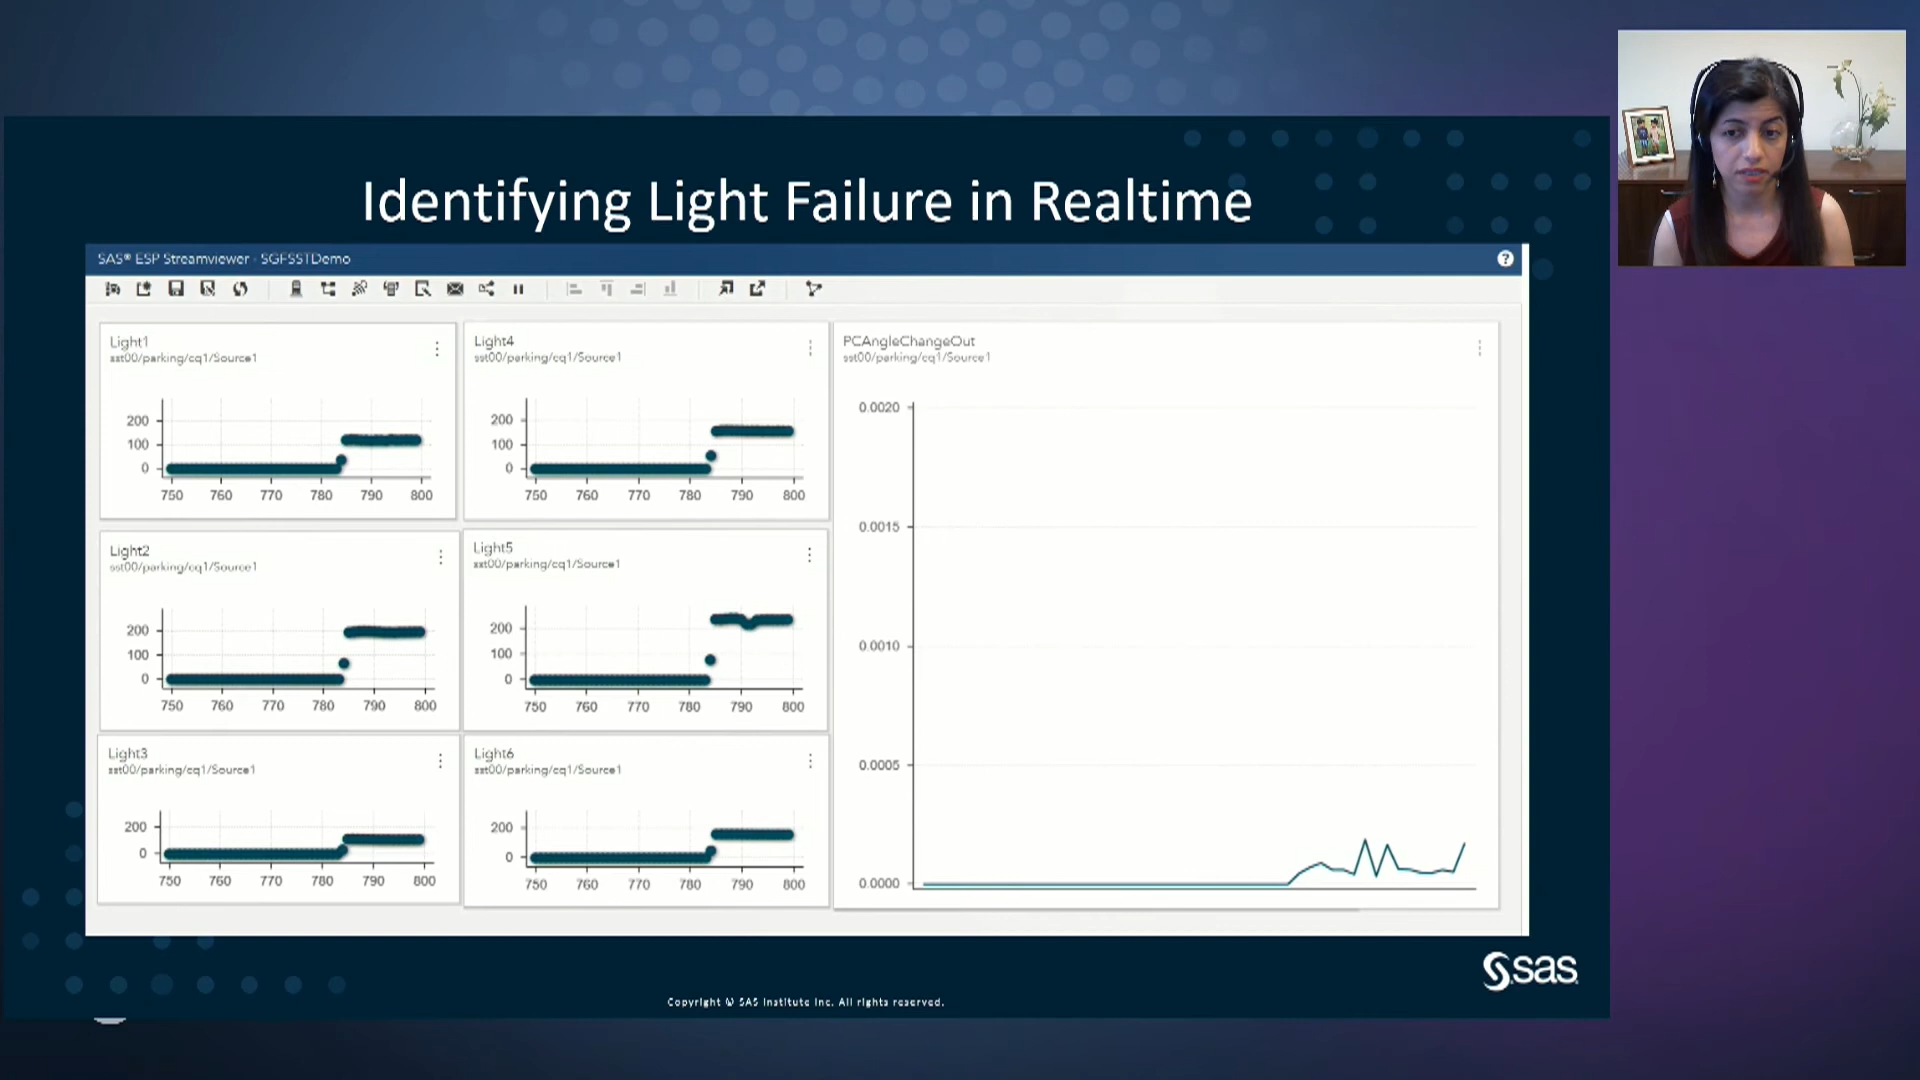 Identifying Light Failure in Realtime
SAS® ESP Streamviewer - SGFSSTDemo
?
Light1
sst00/parking/cq1/Source1
200
100
0
750 760 770 780 790 800
Light4
sst00/parking/cq1/Source1
200
100
0
750 760 770 780 790 800
Light2
sst00/parking/cq1/Source1
200
100
0
750 760 770 780 790 800
Light5
sst00/parking/cq1/Source1
200
100
0
750 760 770 780 790 800
Light3
sst00/parking/cq1/Source1
200
0
750 760 770 780 790 800
Light6
sst00/parking/cq1/Source1
200
0
750 760 770 780 790 800
PCAngleChangeOut
sst00/parking/cq1/Source1
0.0020
0.0015
0.0010
0.0005
0.0000
sas
Copyright © SAS Institute Inc. All rights reserved.